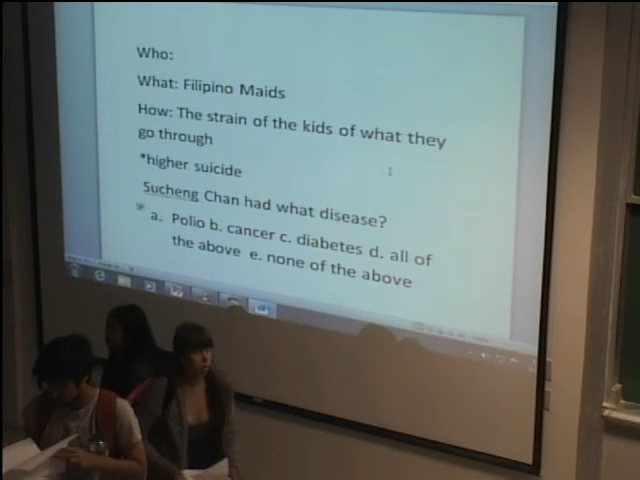 Who:
What: Filipino Maids
How: The strain of the kids of what they
go through
*higher suicide
Sucheng Chan had what disease?
a. Polio b. cancer c. diabetes d. all of
the above e. none of the above